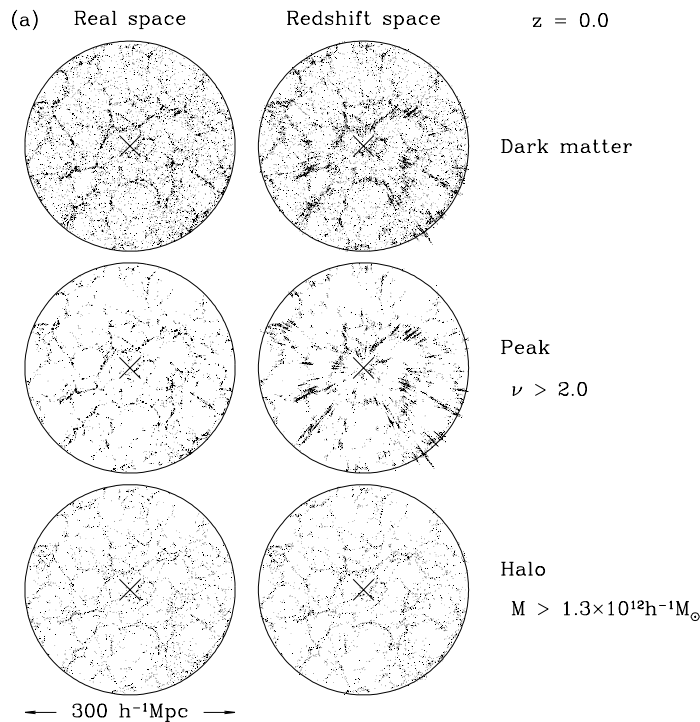 (a) Real space Redshift space z = 0.0
Dark matter
Peak
ν > 2.0
Halo
M > 1.3×10¹²h⁻¹M☉
300 h⁻¹Mpc